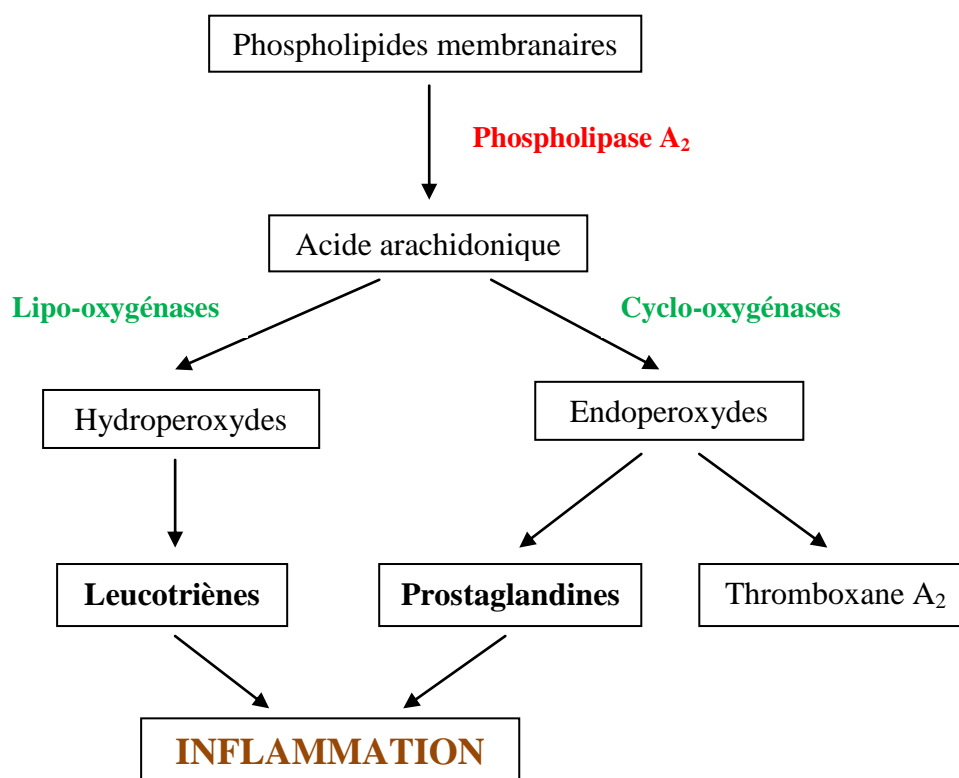 Phospholipides membranaires
Phospholipase A₂
Acide arachidonique
Lipo-oxygénases
Cyclo-oxygénases
Hydroperoxydes
Endoperoxydes
Leucotriènes
Prostaglandines
Thromboxane A₂
INFLAMMATION